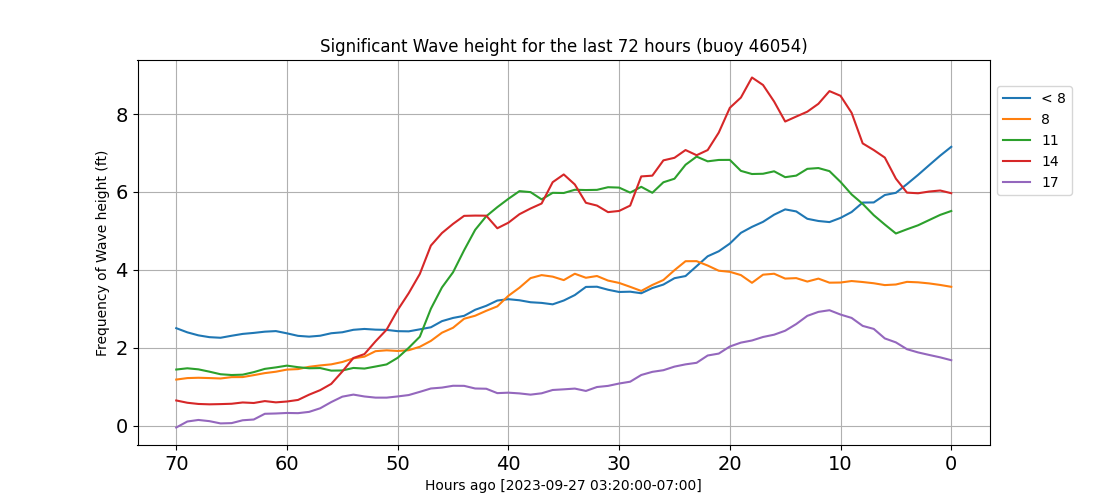 Significant Wave height for the last 72 hours (buoy 46054)
Frequency of Wave height (ft)
8
6
4
2
0
70 60 50 40 30 20 10 0
Hours ago [2023-09-27 03:20:00-07:00]
< 8
8
11
14
17